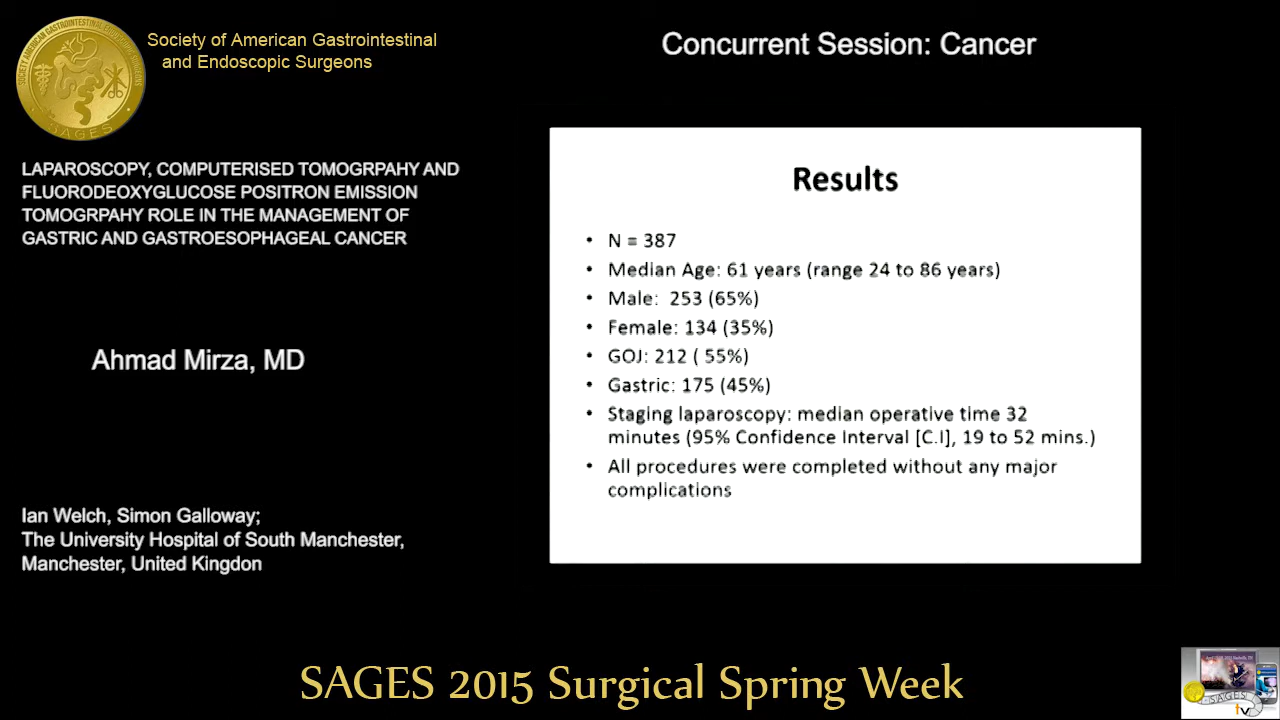 Society of American Gastrointestinal
and Endoscopic Surgeons
SAGES
Concurrent Session: Cancer
LAPAROSCOPY, COMPUTERISED TOMOGRPAHY AND
FLUORODEOXYGLUCOSE POSITRON EMISSION
TOMOGRPAHY ROLE IN THE MANAGEMENT OF
GASTRIC AND GASTROESOPHAGEAL CANCER
Ahmad Mirza, MD
Ian Welch, Simon Galloway;
The University Hospital of South Manchester,
Manchester, United Kingdon
Results
• N = 387
• Median Age: 61 years (range 24 to 86 years)
• Male: 253 (65%)
• Female: 134 (35%)
• GOJ: 212 ( 55%)
• Gastric: 175 (45%)
• Staging laparoscopy: median operative time 32
minutes (95% Confidence Interval [C.I], 19 to 52 mins.)
• All procedures were completed without any major
complications
SAGES 2015 Surgical Spring Week
SAGES
tv